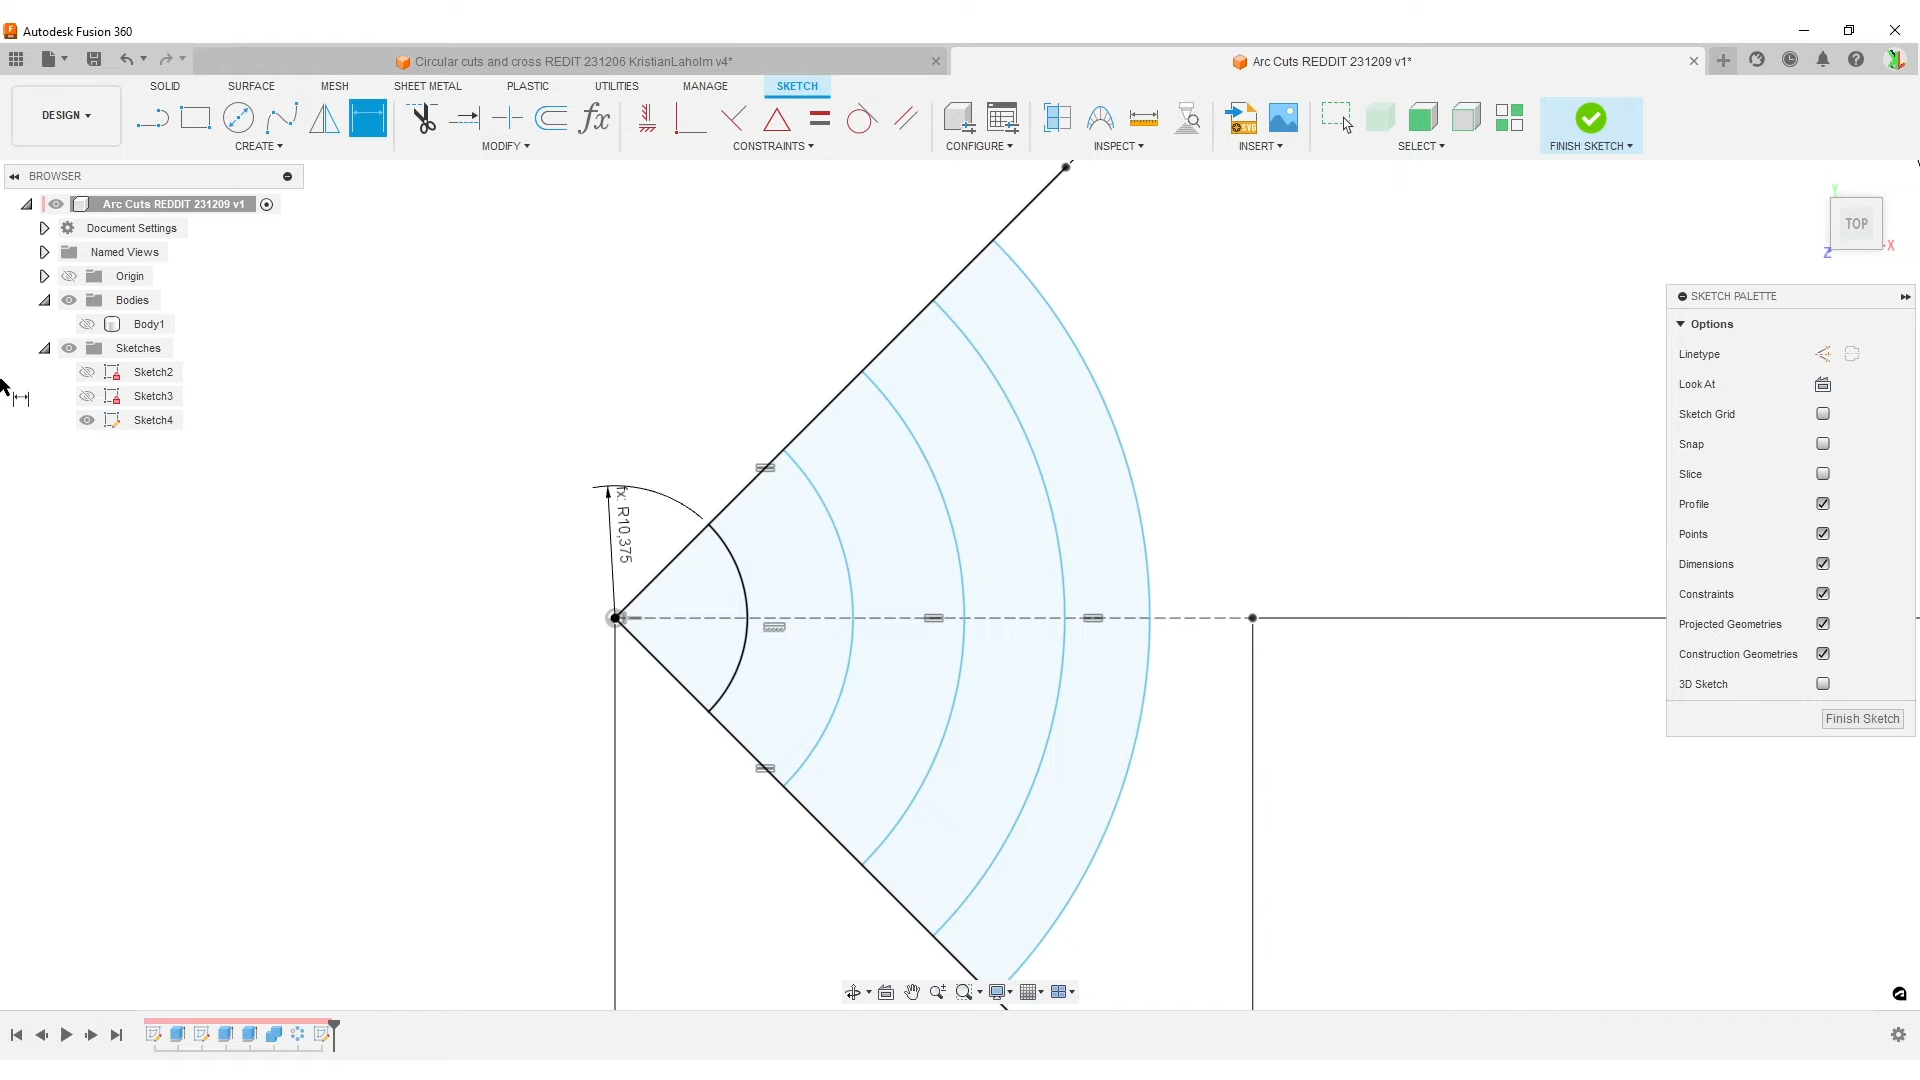 Autodesk Fusion 360
Circular cuts and cross REDIT 231206 KristianLaholm v4*
Arc Cuts REDDIT 231209 v1*
SOLID SURFACE MESH SHEET METAL PLASTIC UTILITIES MANAGE SKETCH
DESIGN
CREATE MODIFY CONSTRAINTS CONFIGURE INSPECT INSERT SELECT FINISH SKETCH
BROWSER
Arc Cuts REDDIT 231209 v1
Document Settings
Named Views
Origin
Bodies
Body1
Sketches
Sketch2
Sketch3
Sketch4
fx: R10,375
Y
TOP
X
Z
SKETCH PALETTE
Options
Linetype
Look At
Sketch Grid
Snap
Slice
Profile
Points
Dimensions
Constraints
Projected Geometries
Construction Geometries
3D Sketch
Finish Sketch